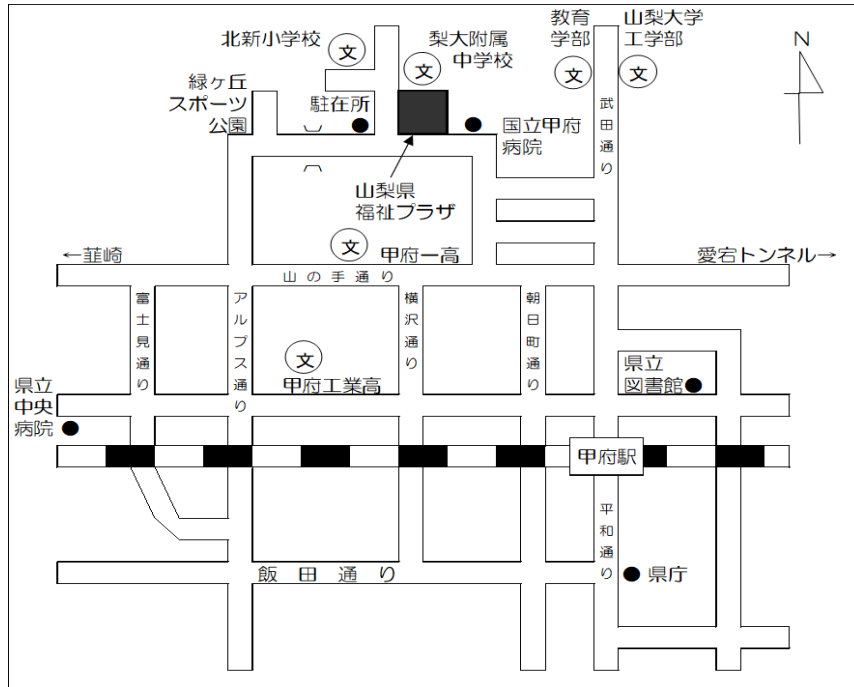 北新小学校
文
梨大附属
中学校
文
教育
学部
文
山梨大学
工学部
文
N
緑ヶ丘
スポーツ
公園
駐在所
国立甲府
病院
武田通り
山梨県
福祉プラザ
文
甲府一高
←韮崎
愛宕トンネル→
山の手通り
富士見通り
アルプス通り
横沢通り
朝日町通り
文
甲府工業高
県立
図書館
県立
中央
病院
甲府駅
平和通り
飯田通り
県庁